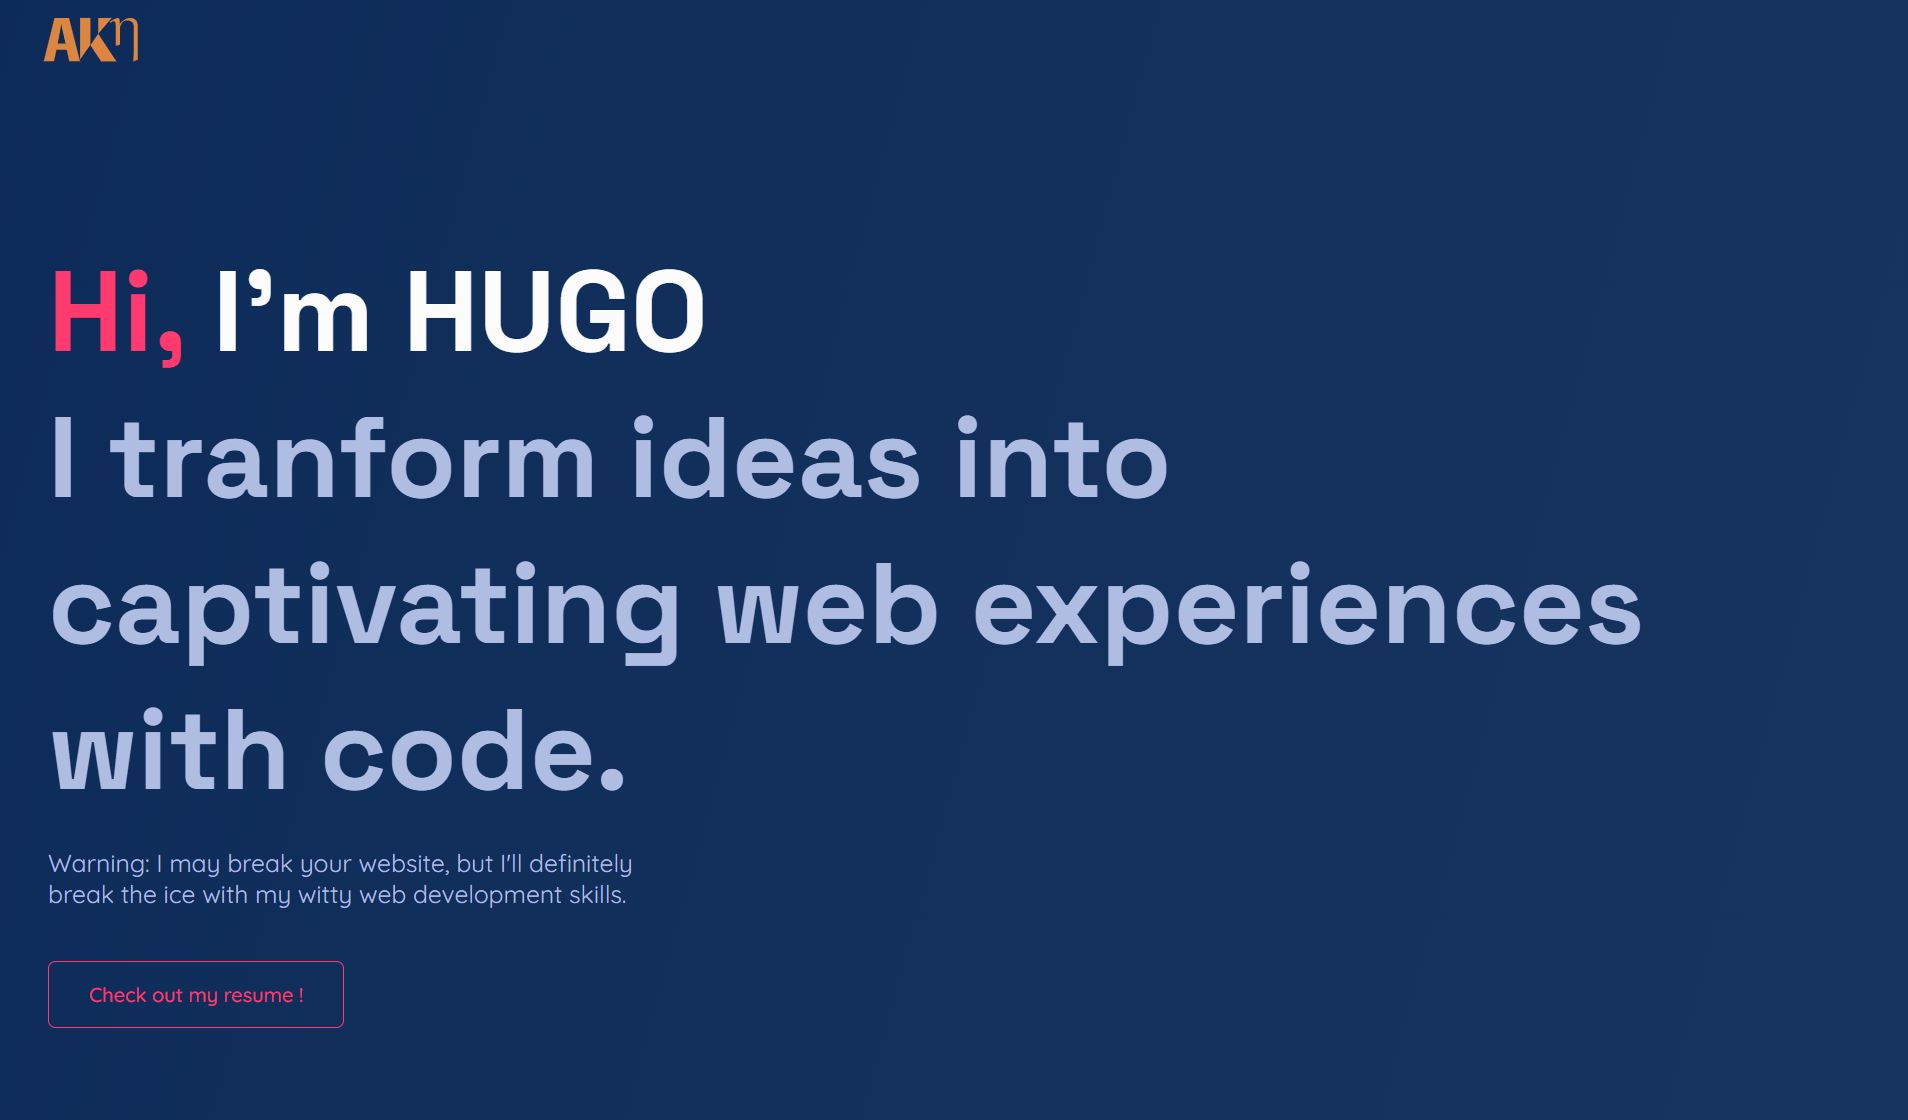 AKη
Hi, I’m HUGO
I tranform ideas into
captivating web experiences
with code.
Warning: I may break your website, but I'll definitely
break the ice with my witty web development skills.
Check out my resume !